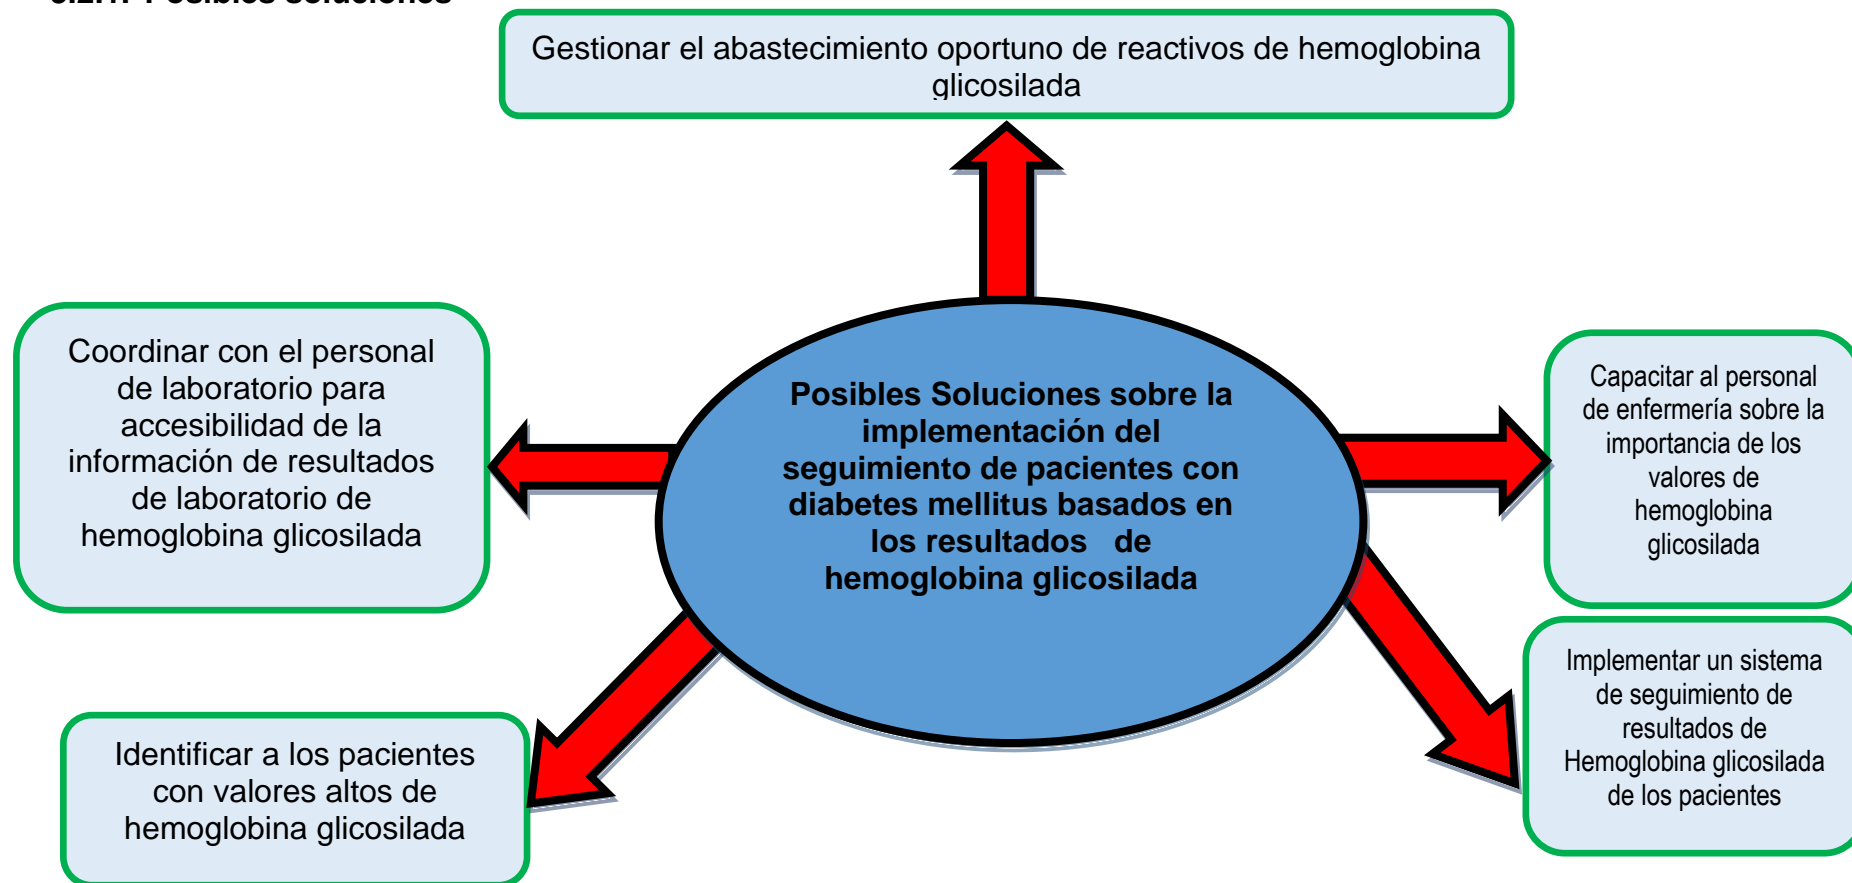 Posibles soluciones
Gestionar el abastecimiento oportuno de reactivos de hemoglobina
glicosilada
Coordinar con el personal
de laboratorio para
accesibilidad de la
información de resultados
de laboratorio de
hemoglobina glicosilada
Posibles Soluciones sobre la
implementación del
seguimiento de pacientes con
diabetes mellitus basados en
los resultados de
hemoglobina glicosilada
Capacitar al personal
de enfermería sobre la
importancia de los
valores de
hemoglobina
glicosilada
Identificar a los pacientes
con valores altos de
hemoglobina glicosilada
Implementar un sistema
de seguimiento de
resultados de
Hemoglobina glicosilada
de los pacientes